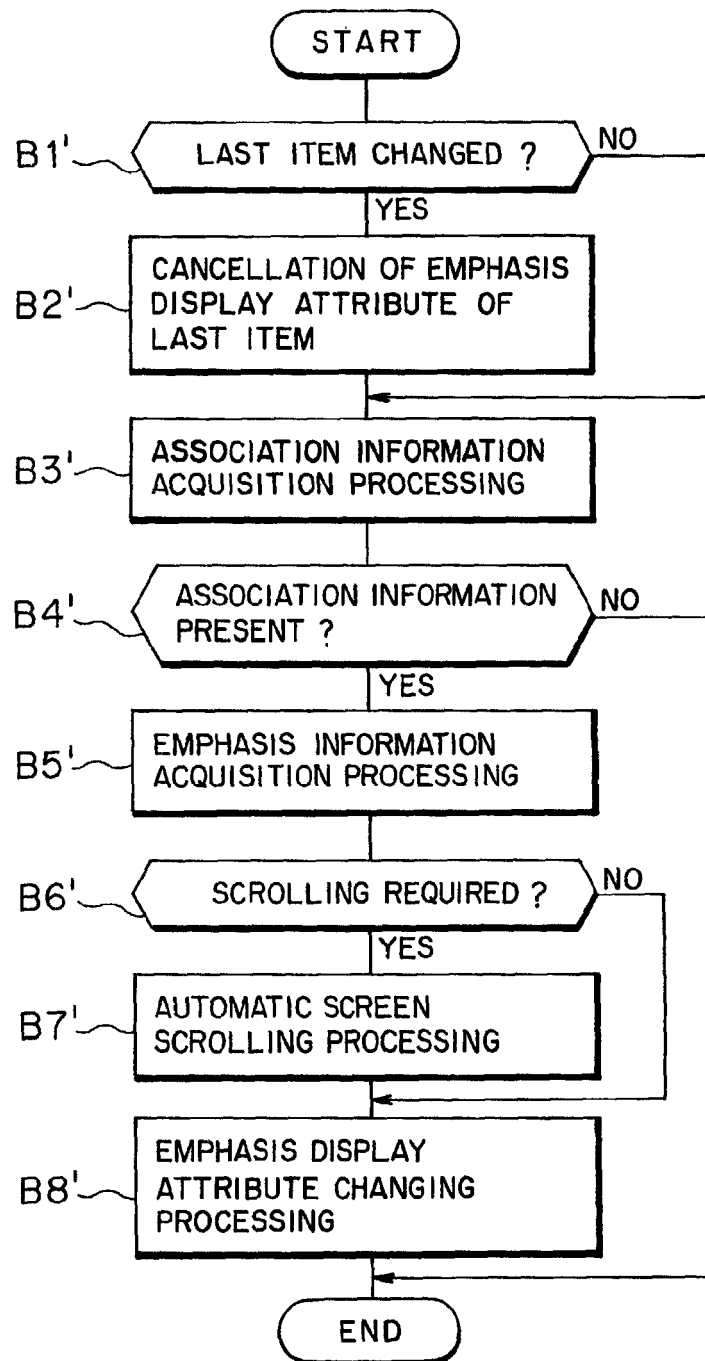 START
B1'
LAST ITEM CHANGED ?
NO
YES
B2'
CANCELLATION OF EMPHASIS
DISPLAY ATTRIBUTE OF
LAST ITEM
B3'
ASSOCIATION INFORMATION
ACQUISITION PROCESSING
B4'
ASSOCIATION INFORMATION
PRESENT ?
NO
YES
B5'
EMPHASIS INFORMATION
ACQUISITION PROCESSING
B6'
SCROLLING REQUIRED ?
NO
YES
B7'
AUTOMATIC SCREEN
SCROLLING PROCESSING
B8'
EMPHASIS DISPLAY
ATTRIBUTE CHANGING
PROCESSING
END